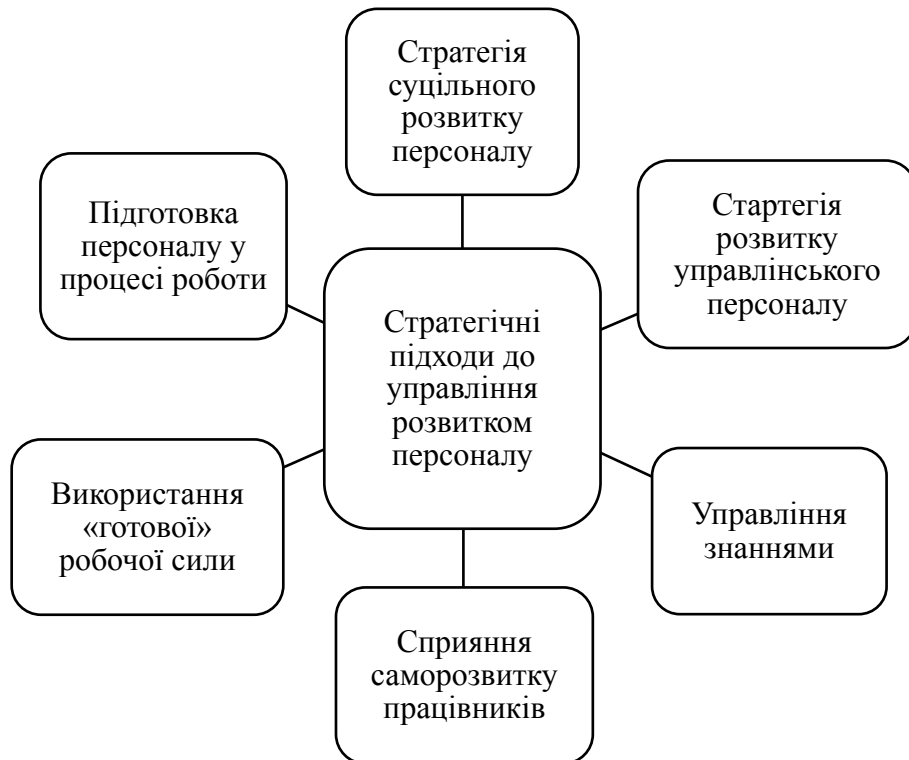 Стратегія
суцільного
розвитку
персоналу
Підготовка
персоналу у
процесі роботи
Стартегія
розвитку
управлінського
персоналу
Стратегічні
підходи до
управління
розвитком
персоналу
Використання
«готової»
робочої сили
Управління
знаннями
Сприяння
саморозвитку
працівників